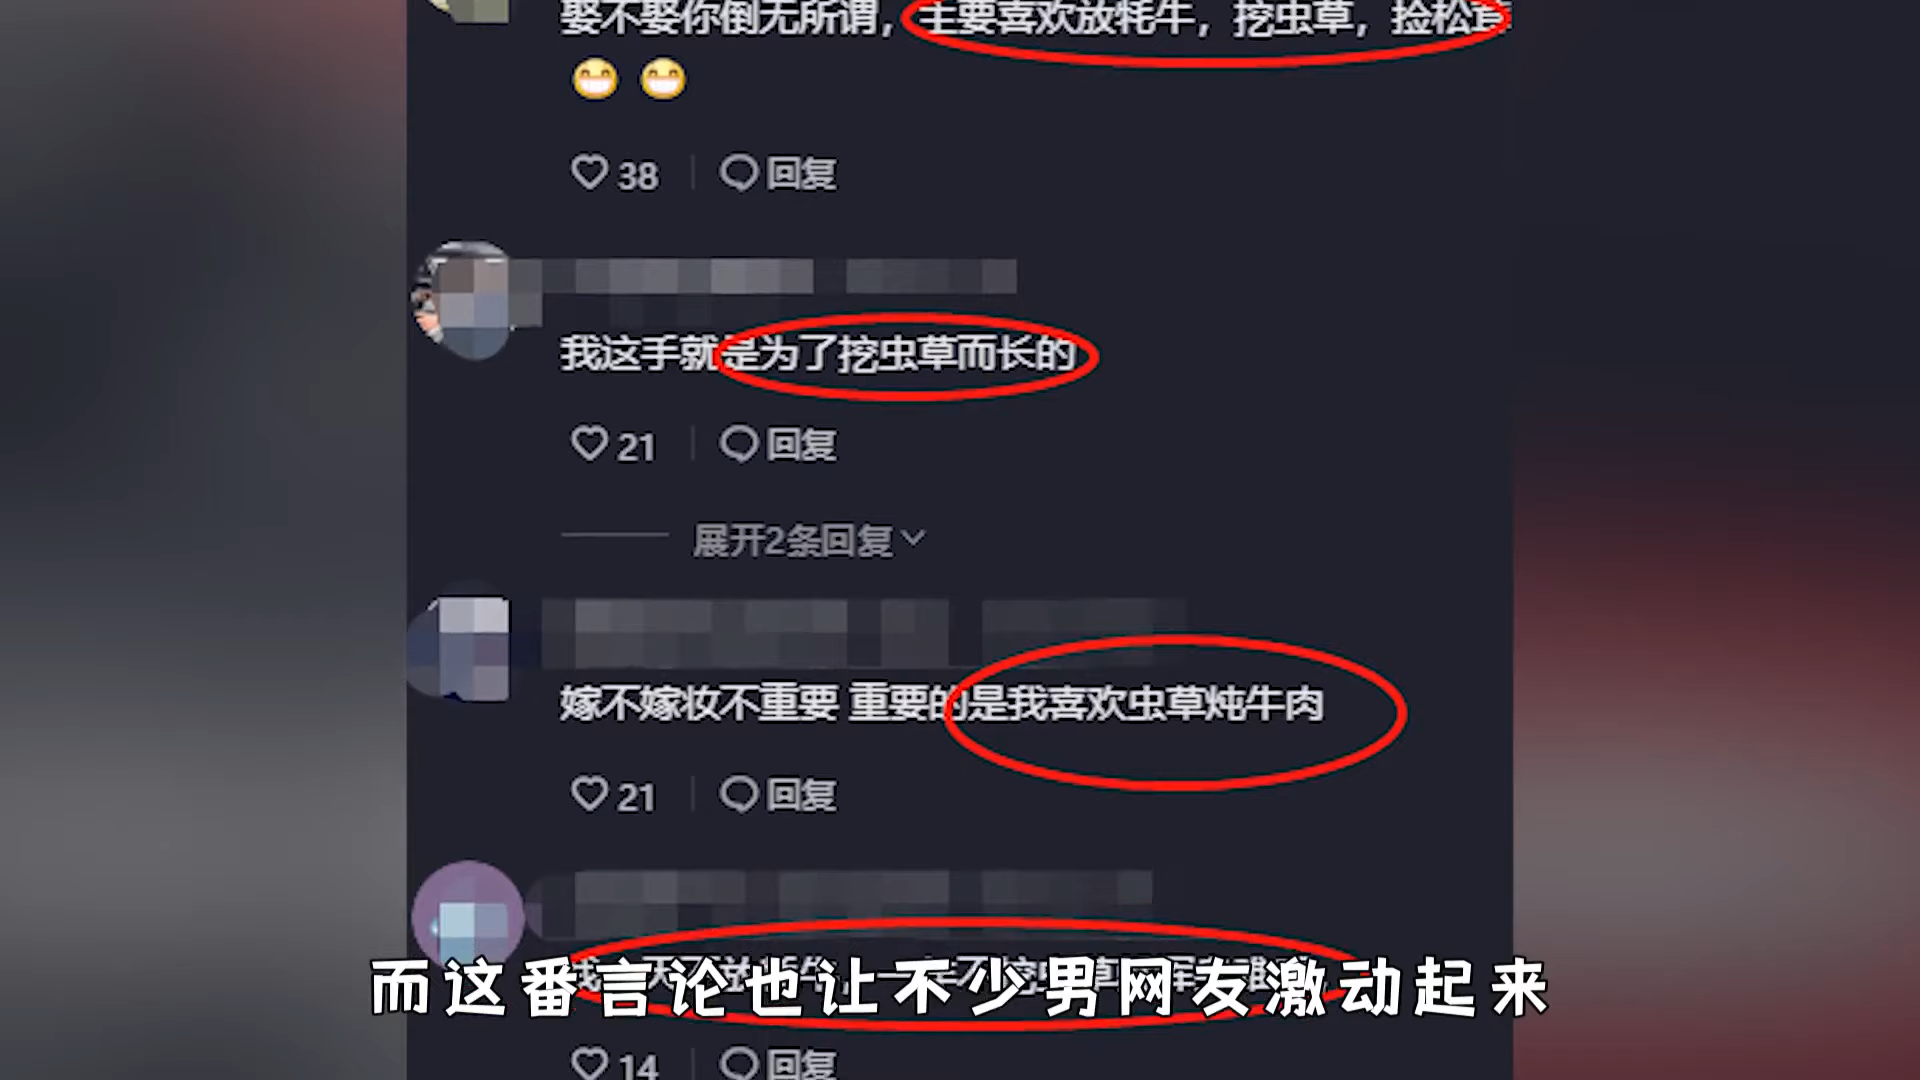 娶不娶你倒无所谓，主要喜欢放牦牛，挖虫草，捡松茸
38 回复
我这手就是为了挖虫草而长的
21 回复
展开2条回复
嫁不嫁妆不重要 重要的是我喜欢虫草炖牛肉
21 回复
而这番言论也让不少男网友激动起来
14 回复